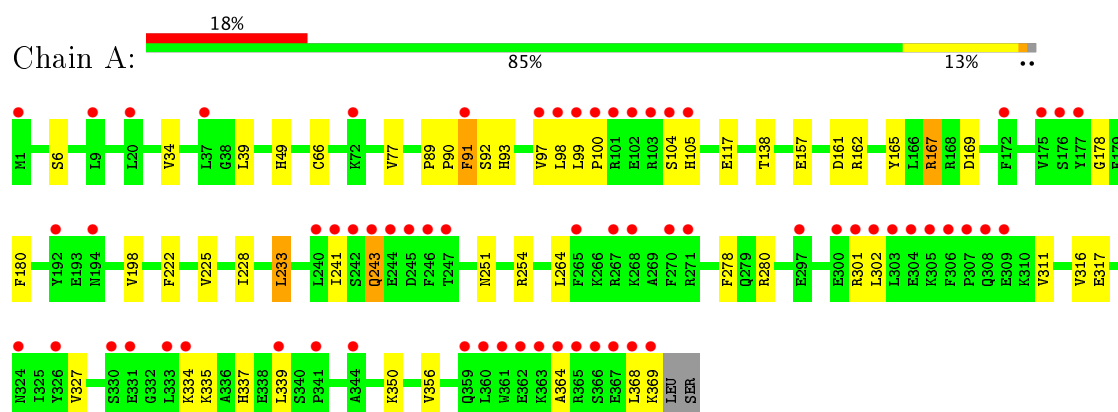 18%
Chain A:
85% 13% ••
M1 L9 L20 L37 K72 F91 V97 L98 L99 P100 R101 E102 R103 S104 H105 F172 V175 S176 Y177
S6 V34 G38 L39 H49 C66 V77 P89 P90 S92 H93 E117 T138 E157 D161 R162 Y165 L166 R167 R168 D169 G178 E179
F180 Y192 E193 N194 V198 F222 V225 I228 L233 L240 I241 S242 Q243 E244 D245 F246 T247 N251 R254 L264 F265 K266 R267 K268 A269 F270 R271 F278 Q279 R280 E297 E300 R301 L302 L303 E304 K305 F306 P307 Q308 E309 K310 V311 V316 E317
N324 I325 Y326 V327 S330 E331 G332 L333 K334 K335 A336 H337 E338 L339 S340 P341 A344 K350 V356 Q359 L360 W361 E362 K363 A364 R365 S366 E367 L368 K369 LEU SER